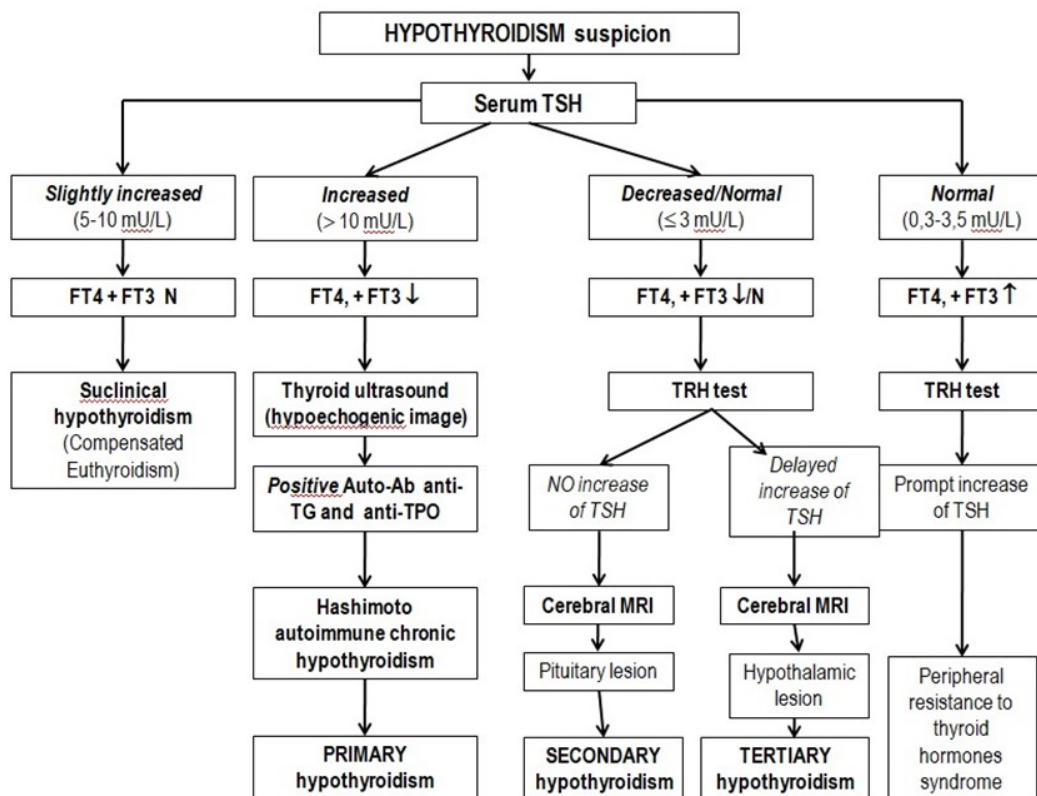 HYPOTHYROIDISM suspicion
Serum TSH
Slightly increased
(5-10 mU/L)
Increased
(> 10 mU/L)
Decreased/Normal
(≤ 3 mU/L)
Normal
(0,3-3,5 mU/L)
FT4 + FT3 N
FT4, + FT3 ↓
FT4, + FT3 ↓/N
FT4, + FT3 ↑
Suclinical
hypothyroidism
(Compensated
Euthyroidism)
Thyroid ultrasound
(hypoechogenic image)
TRH test
TRH test
Positive Auto-Ab anti-
TG and anti-TPO
NO increase
of TSH
Delayed
increase of
TSH
Prompt increase
of TSH
Hashimoto
autoimmune chronic
hypothyroidism
Cerebral MRI
Cerebral MRI
Pituitary lesion
Hypothalamic
lesion
Peripheral
resistance to
thyroid
hormones
syndrome
PRIMARY
hypothyroidism
SECONDARY
hypothyroidism
TERTIARY
hypothyroidism